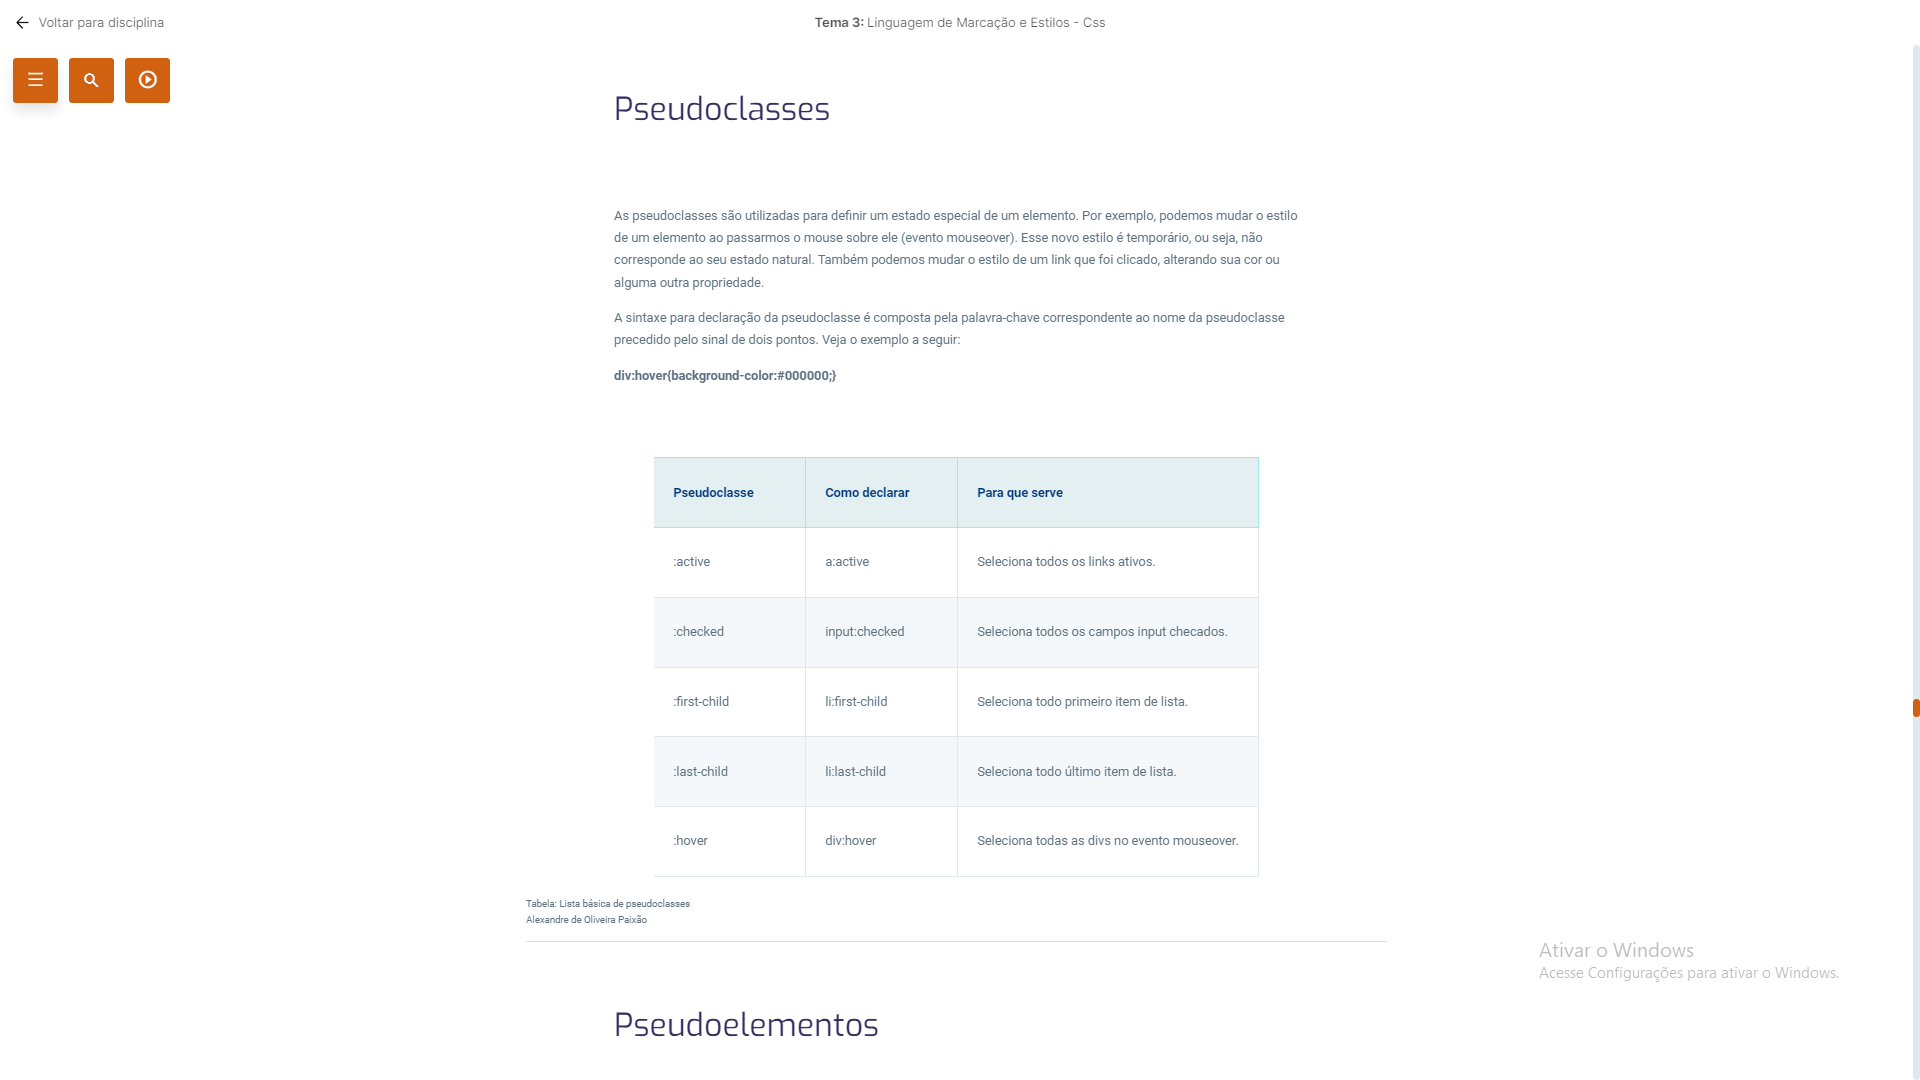 Voltar para disciplina
Tema 3: Linguagem de Marcação e Estilos - Css
Pseudoclasses
As pseudoclasses são utilizadas para definir um estado especial de um elemento. Por exemplo, podemos mudar o estilo
de um elemento ao passarmos o mouse sobre ele (evento mouseover). Esse novo estilo é temporário, ou seja, não
corresponde ao seu estado natural. Também podemos mudar o estilo de um link que foi clicado, alterando sua cor ou
alguma outra propriedade.
A sintaxe para declaração da pseudoclasse é composta pela palavra-chave correspondente ao nome da pseudoclasse
precedido pelo sinal de dois pontos. Veja o exemplo a seguir:
div:hover{background-color:#000000;}
Pseudoclasse Como declarar Para que serve
:active a:active Seleciona todos os links ativos.
:checked input:checked Seleciona todos os campos input checados.
:first-child li:first-child Seleciona todo primeiro item de lista.
:last-child li:last-child Seleciona todo último item de lista.
:hover div:hover Seleciona todas as divs no evento mouseover.
Tabela: Lista básica de pseudoclasses
Alexandre de Oliveira Paixão
Ativar o Windows
Acesse Configurações para ativar o Windows.
Pseudoelementos